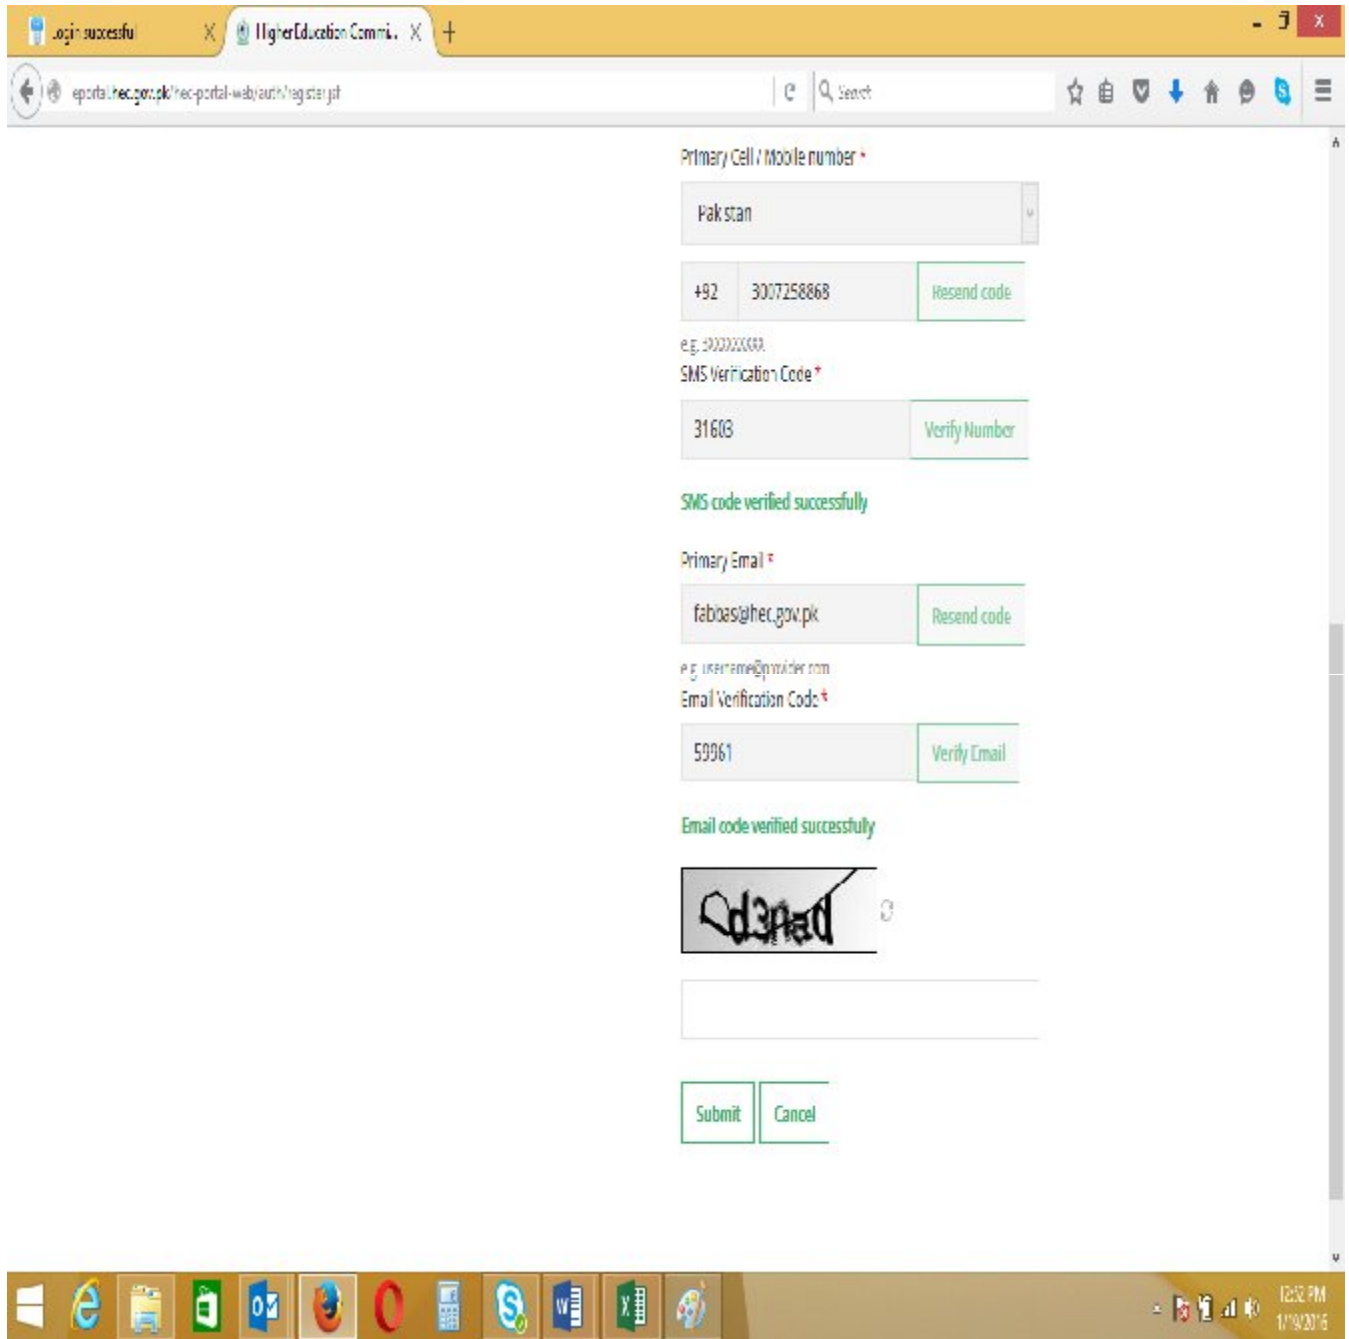 Login successful
Higher Education Commi...
eportal.hec.gov.pk/hec-portal-web/auth/register.jsf
Search
Primary Cell / Mobile number *
Pakistan
+92 3007258868 Resend code
SMS Verification Code *
31603 Verify Number
SMS code verified successfully
Primary Email *
fabbas@hec.gov.pk Resend code
e.g. username@provider.com
Email Verification Code *
59961 Verify Email
Email code verified successfully
Submit Cancel
12:52 PM
1/19/2016